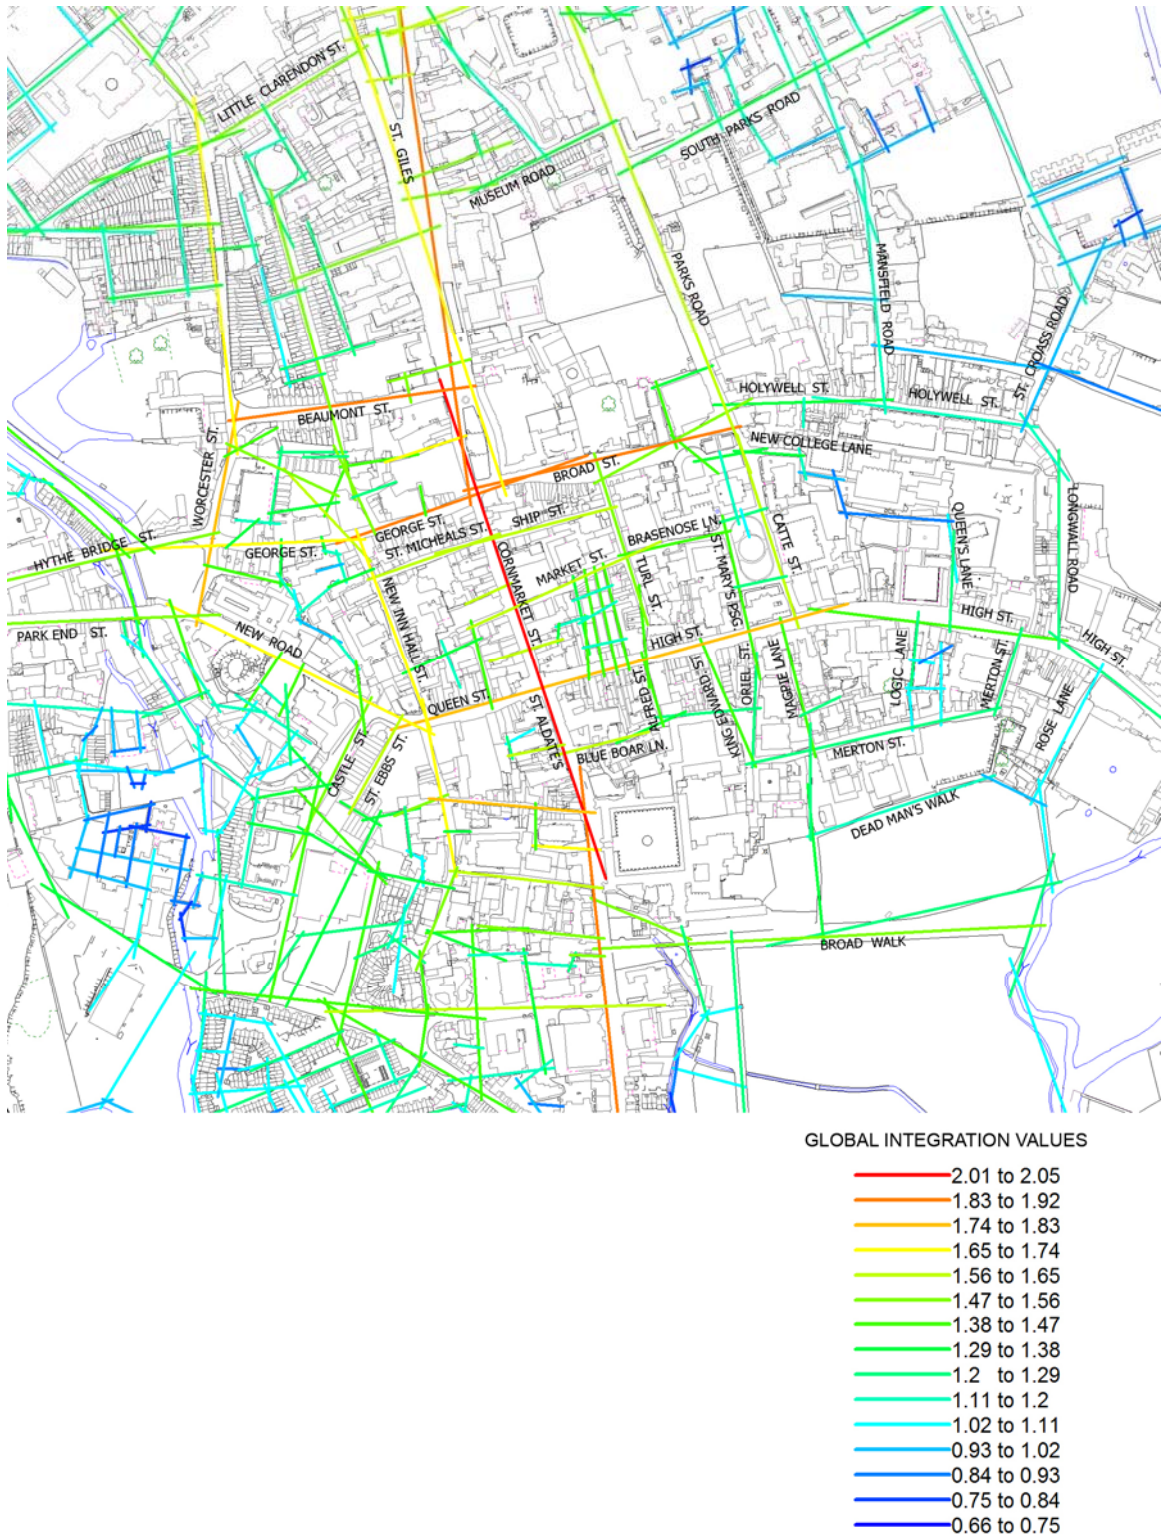 LITTLE CLARENDON ST.
ST. GILES
MUSEUM ROAD
SOUTH PARKS ROAD
PARKS ROAD
MANSFIELD ROAD
ST. CROASS ROAD
HOLYWELL ST.
HOLYWELL ST.
BEAUMONT ST.
WORCESTER ST.
NEW COLLEGE LANE
BROAD ST.
LONGWALL ROAD
QUEEN'S LANE
CATTE ST.
GEORGE ST.
SHIP ST.
ST. MICHEALS ST.
BRASENOSE LN.
HYTHE BRIDGE ST.
GEORGE ST.
CORNMARKET ST.
MARKET ST.
TURL ST.
ST. MARY'S PSG.
NEW INN HALL ST.
PARK END ST.
NEW ROAD
HIGH ST.
HIGH ST.
HIGH ST.
QUEEN ST.
ST. ALDATE'S
ALFRED ST.
KING EDWARD ST.
ORIEL ST.
MAGPIE LANE
LOGIC LANE
MERTON ST.
ROSE LANE
CASTLE ST.
ST. EBBS ST.
BLUE BOAR LN.
MERTON ST.
DEAD MAN'S WALK
BROAD WALK
GLOBAL INTEGRATION VALUES
2.01 to 2.05
1.83 to 1.92
1.74 to 1.83
1.65 to 1.74
1.56 to 1.65
1.47 to 1.56
1.38 to 1.47
1.29 to 1.38
1.2 to 1.29
1.11 to 1.2
1.02 to 1.11
0.93 to 1.02
0.84 to 0.93
0.75 to 0.84
0.66 to 0.75